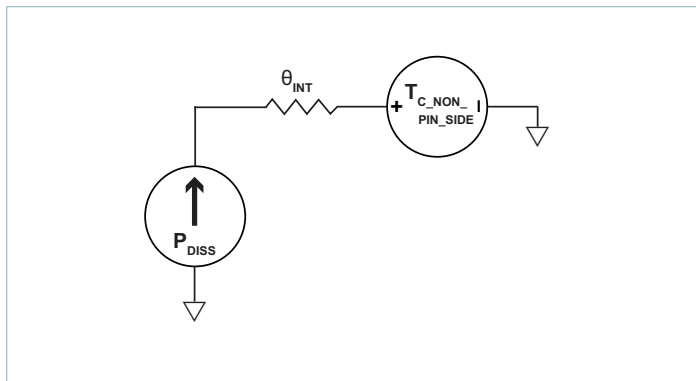 θINT
+ TC_NON_ –
PIN_SIDE
PDISS